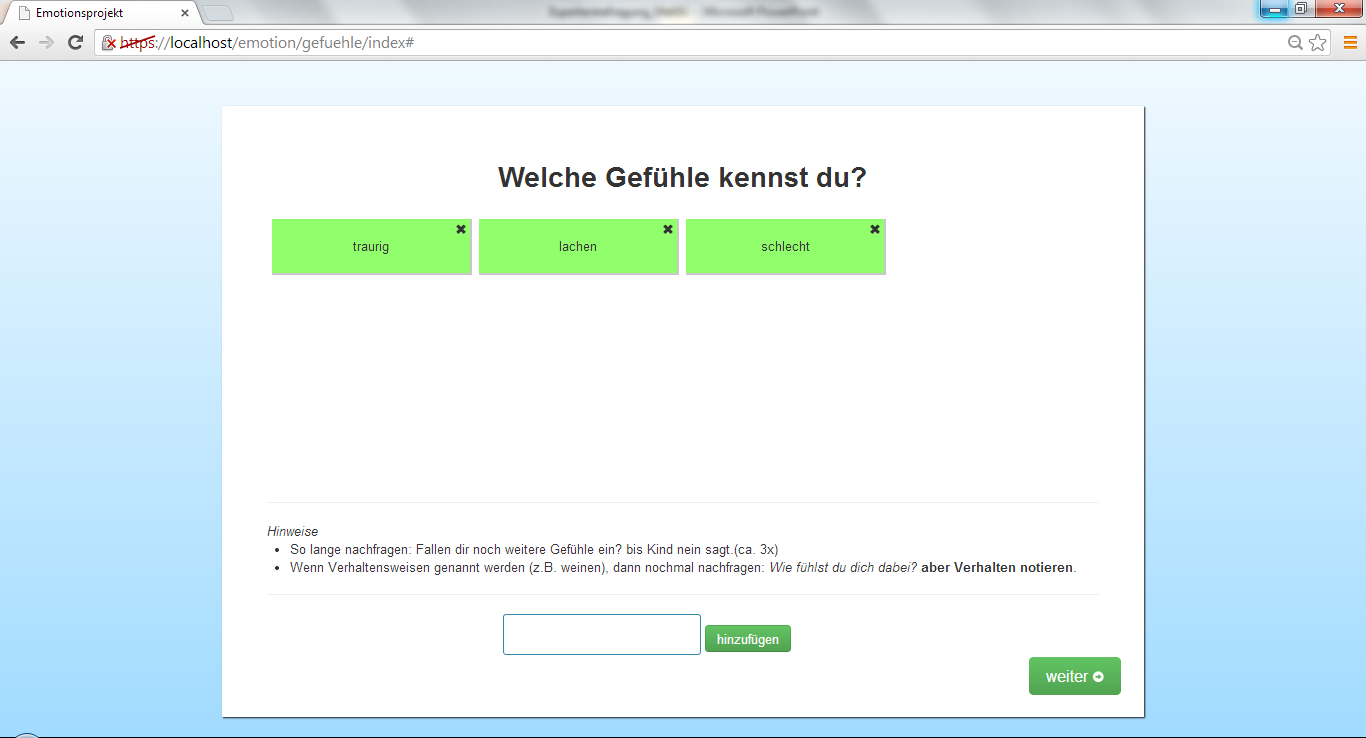 Emotionsprojekt
https://localhost/emotion/gefuehle/index#
Welche Gefühle kennst du?
traurig
lachen
schlecht
Hinweise
So lange nachfragen: Fallen dir noch weitere Gefühle ein? bis Kind nein sagt.(ca. 3x)
Wenn Verhaltensweisen genannt werden (z.B. weinen), dann nochmal nachfragen: Wie fühlst du dich dabei? aber Verhalten notieren.
hinzufügen
weiter